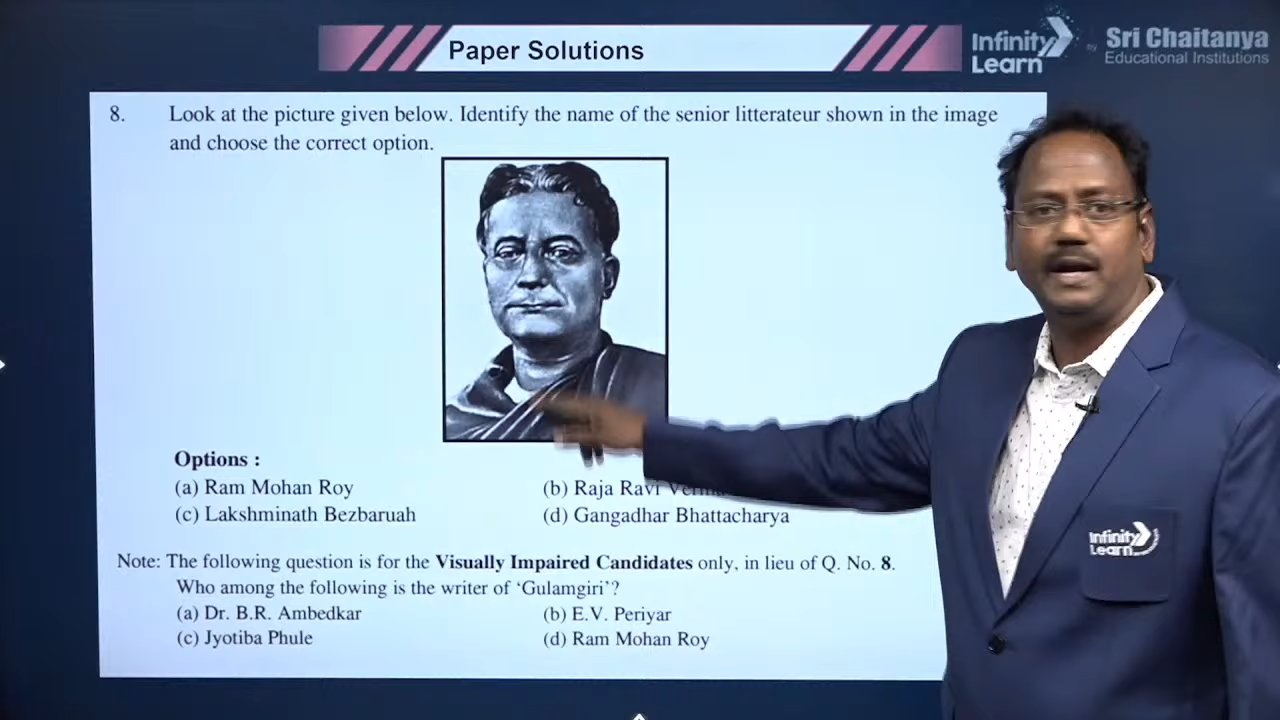 Paper Solutions
Infinity Learn by Sri Chaitanya Educational Institutions
8. Look at the picture given below. Identify the name of the senior litterateur shown in the image
and choose the correct option.
Options :
(a) Ram Mohan Roy (b) Raja Ravi
(c) Lakshminath Bezbaruah (d) Gangadhar Bhattacharya
Note: The following question is for the Visually Impaired Candidates only, in lieu of Q. No. 8.
Who among the following is the writer of ‘Gulamgiri’?
(a) Dr. B.R. Ambedkar (b) E.V. Periyar
(c) Jyotiba Phule (d) Ram Mohan Roy
Infinity
Learn